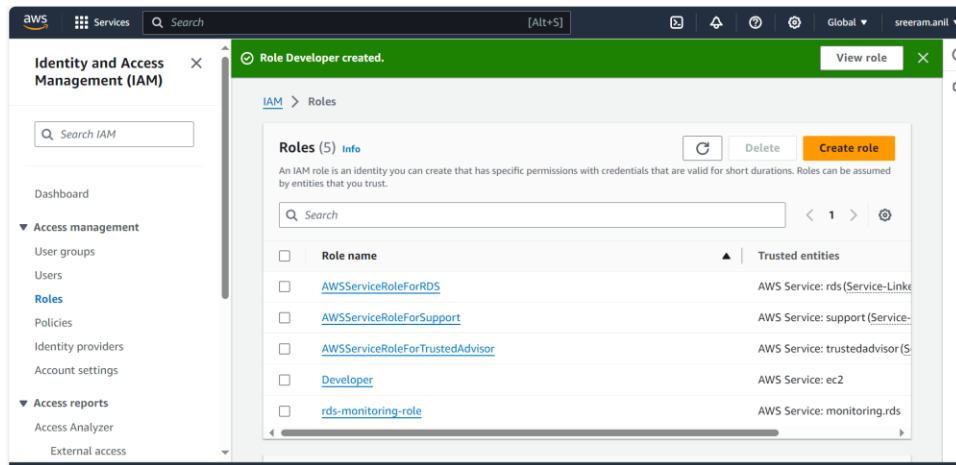 aws
Services
Search
[Alt+S]
Global
sreeram.anil
Identity and Access
Management (IAM)
Search IAM
Dashboard
Access management
User groups
Users
Roles
Policies
Identity providers
Account settings
Access reports
Access Analyzer
External access
Role Developer created.
View role
IAM > Roles
Roles (5) Info
Delete
Create role
An IAM role is an identity you can create that has specific permissions with credentials that are valid for short durations. Roles can be assumed
by entities that you trust.
Search
1
Role name
Trusted entities
AWSServiceRoleForRDS
AWS Service: rds (Service-Linke
AWSServiceRoleForSupport
AWS Service: support (Service-
AWSServiceRoleForTrustedAdvisor
AWS Service: trustedadvisor (S
Developer
AWS Service: ec2
rds-monitoring-role
AWS Service: monitoring.rds